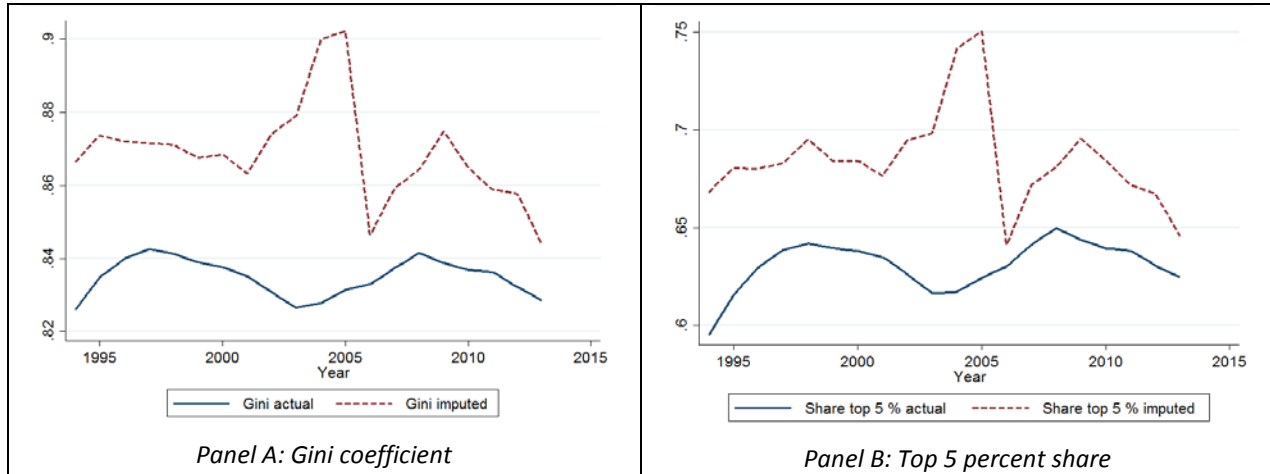 .9
.88
.86
.84
.82
1995 2000 2005 2010 2015
Year
Gini actual Gini imputed
Panel A: Gini coefficient
.75
.7
.65
.6
1995 2000 2005 2010 2015
Year
Share top 5 % actual Share top 5 % imputed
Panel B: Top 5 percent share